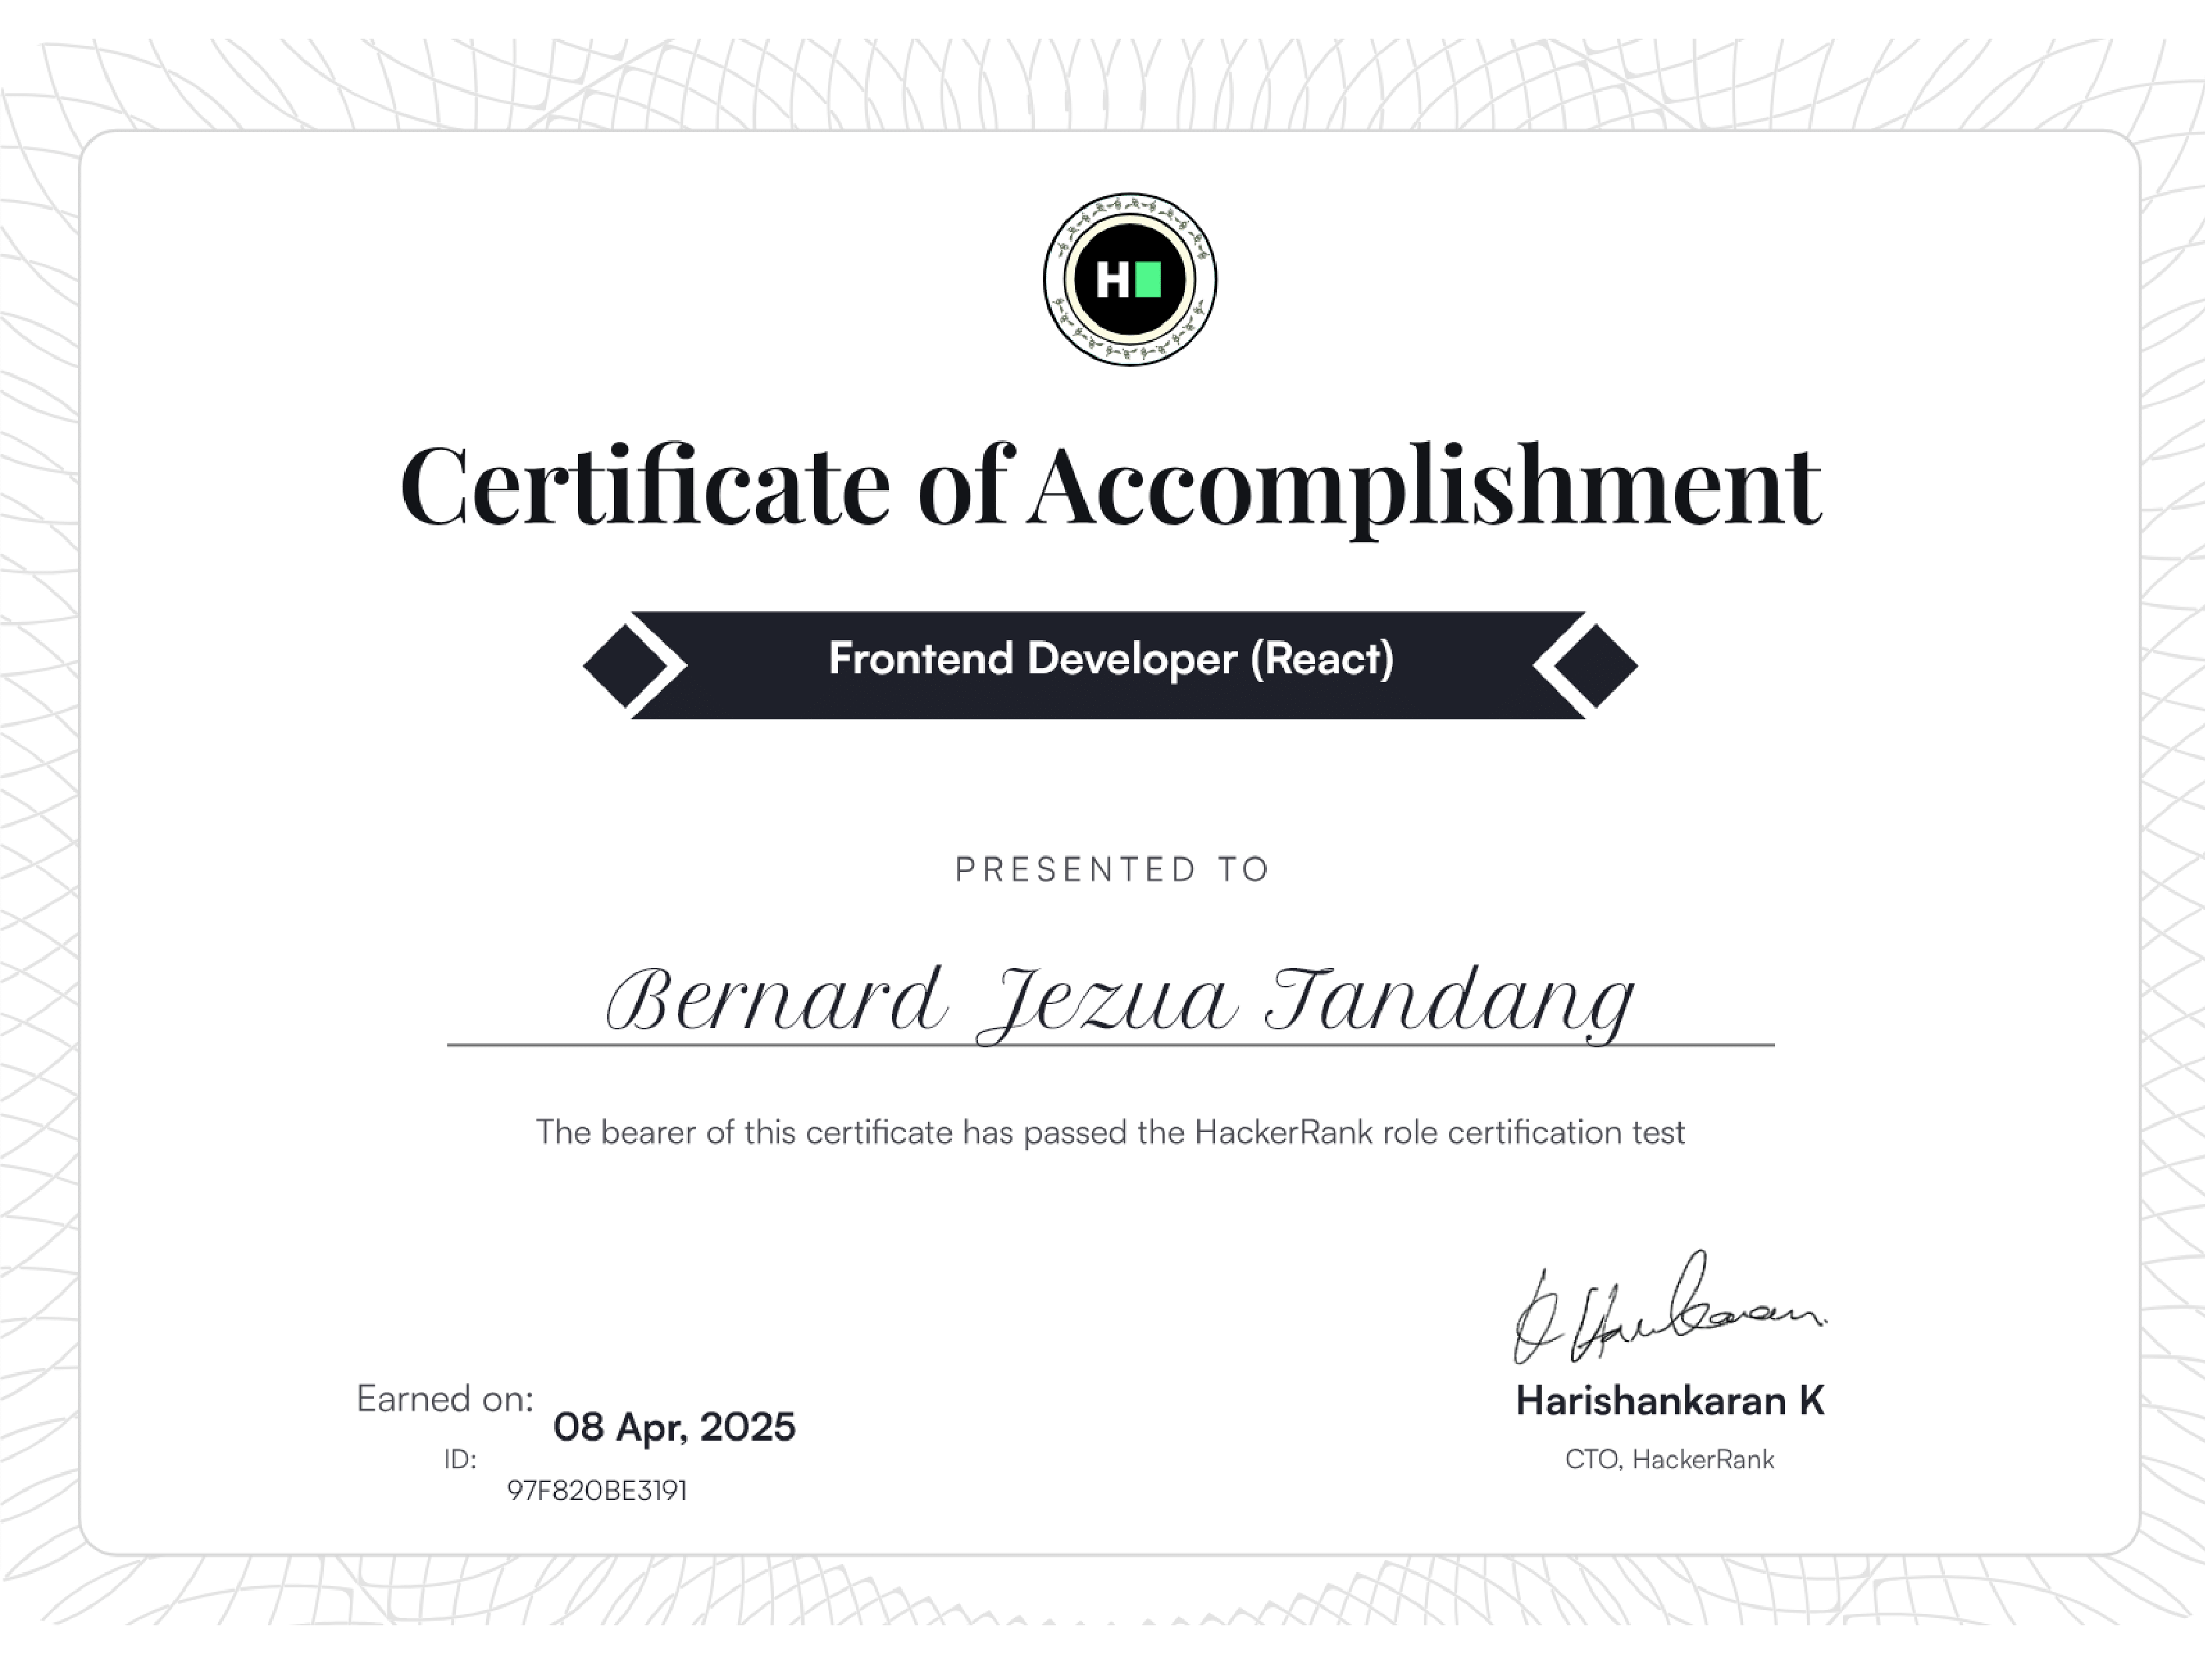 H
Certificate of Accomplishment
Frontend Developer (React)
PRESENTED TO
Bernard Jezua Tandang
The bearer of this certificate has passed the HackerRank role certification test
Earned on:
08 Apr, 2025
ID:
97F820BE3191
Harishankaran K
CTO, HackerRank